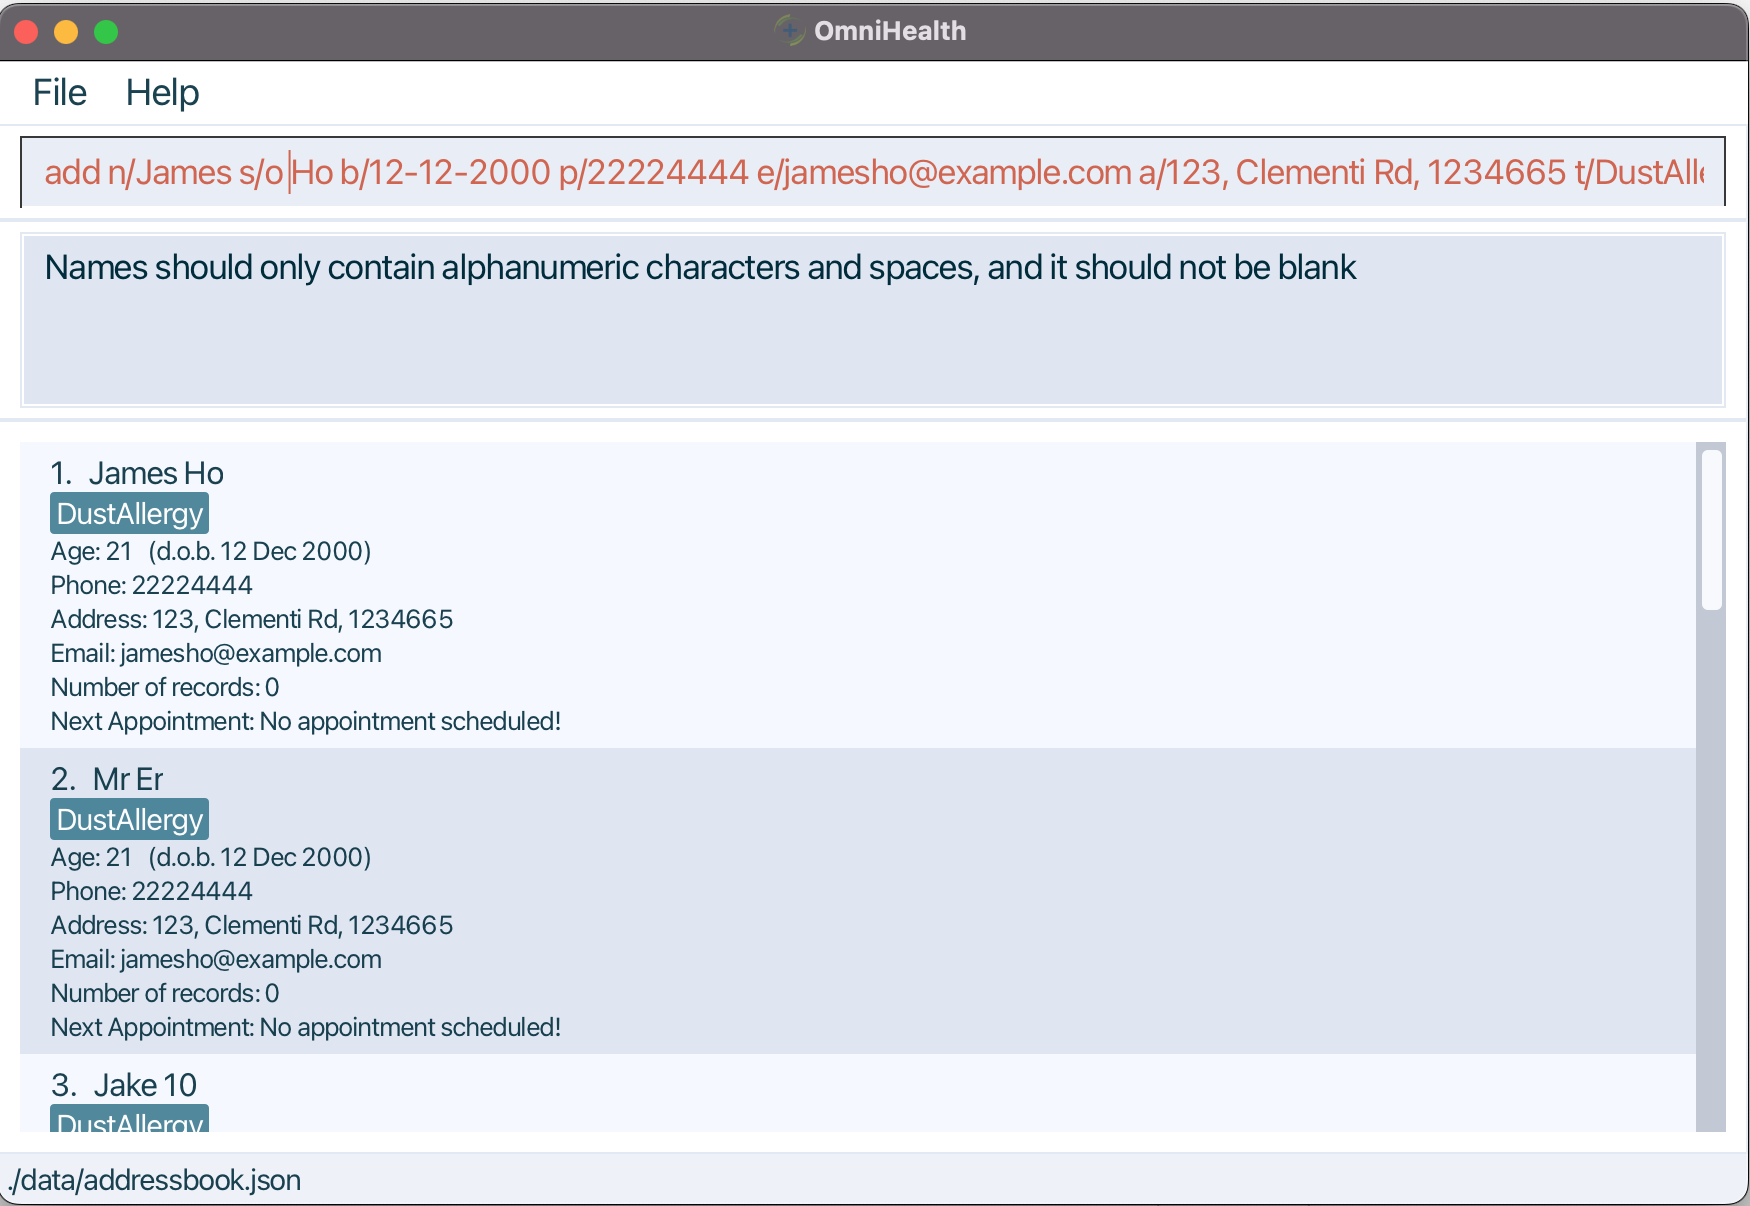 OmniHealth
File Help
add n/James s/o Ho b/12-12-2000 p/22224444 e/jamesho@example.com a/123, Clementi Rd, 1234665 t/DustAlle
Names should only contain alphanumeric characters and spaces, and it should not be blank
1. James Ho
DustAllergy
Age: 21 (d.o.b. 12 Dec 2000)
Phone: 22224444
Address: 123, Clementi Rd, 1234665
Email: jamesho@example.com
Number of records: 0
Next Appointment: No appointment scheduled!
2. Mr Er
DustAllergy
Age: 21 (d.o.b. 12 Dec 2000)
Phone: 22224444
Address: 123, Clementi Rd, 1234665
Email: jamesho@example.com
Number of records: 0
Next Appointment: No appointment scheduled!
3. Jake 10
DustAllergy
./data/addressbook.json